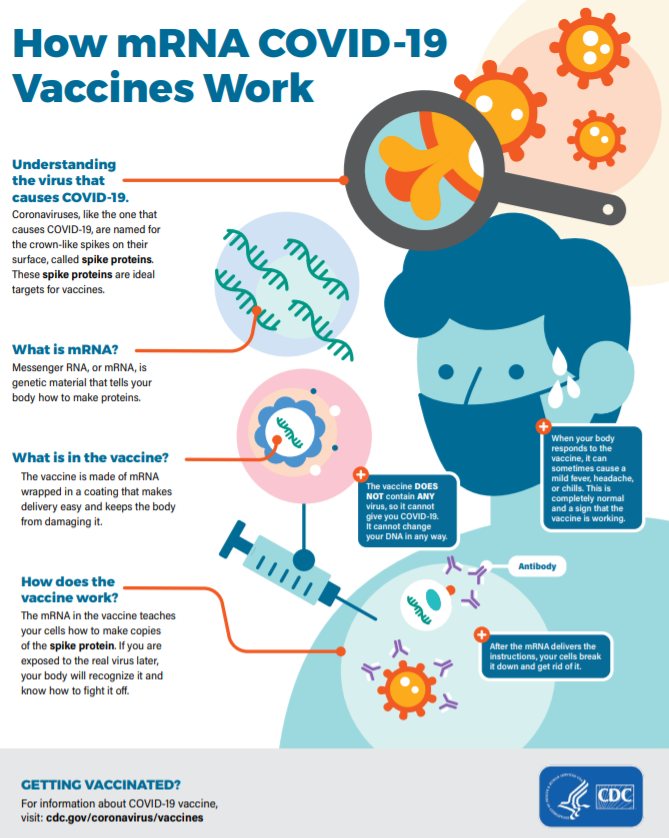 How mRNA COVID-19
Vaccines Work
Understanding
the virus that
causes COVID-19.
Coronaviruses, like the one that
causes COVID-19, are named for
the crown-like spikes on their
surface, called spike proteins.
These spike proteins are ideal
targets for vaccines.
What is mRNA?
Messenger RNA, or mRNA, is
genetic material that tells your
body how to make proteins.
What is in the vaccine?
The vaccine is made of mRNA
wrapped in a coating that makes
delivery easy and keeps the body
from damaging it.
The vaccine DOES
NOT contain ANY
virus, so it cannot
give you COVID-19.
It cannot change
your DNA in any way.
When your body
responds to the
vaccine, it can
sometimes cause a
mild fever, headache,
or chills. This is
completely normal
and a sign that the
vaccine is working.
How does the
vaccine work?
The mRNA in the vaccine teaches
your cells how to make copies
of the spike protein. If you are
exposed to the real virus later,
your body will recognize it and
know how to fight it off.
Antibody
After the mRNA delivers the
instructions, your cells break
it down and get rid of it.
GETTING VACCINATED?
For information about COVID-19 vaccine,
visit: cdc.gov/coronavirus/vaccines
CDC